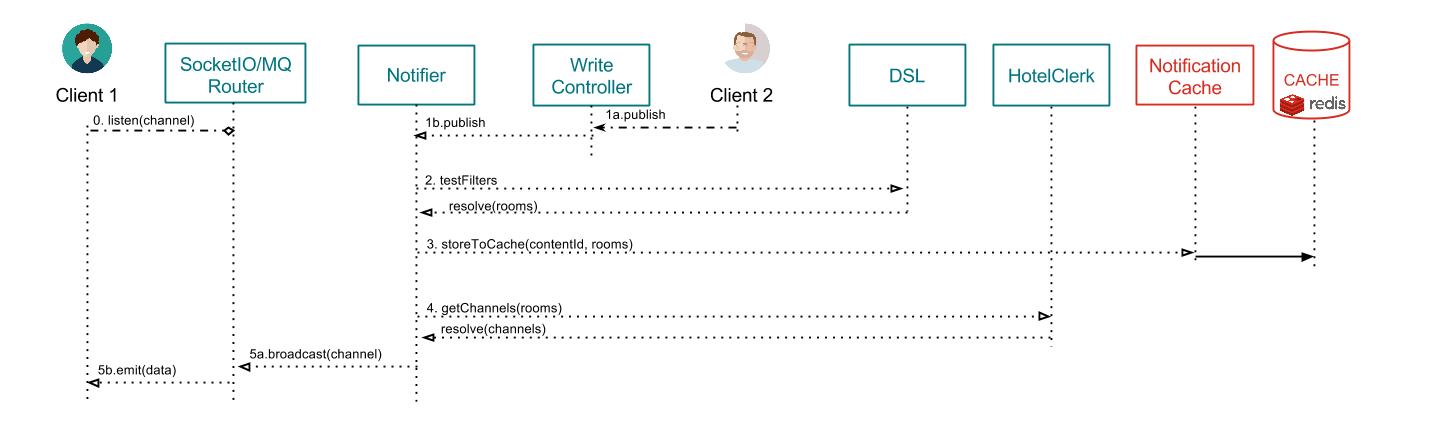 Client 1
SocketIO/MQ
Router
Notifier
Write
Controller
Client 2
DSL
HotelClerk
Notification
Cache
CACHE
redis
0. listen(channel)
1b.publish
1a.publish
2. testFilters
resolve(rooms)
3. storeToCache(contentId, rooms)
4. getChannels(rooms)
resolve(channels)
5a.broadcast(channel)
5b.emit(data)